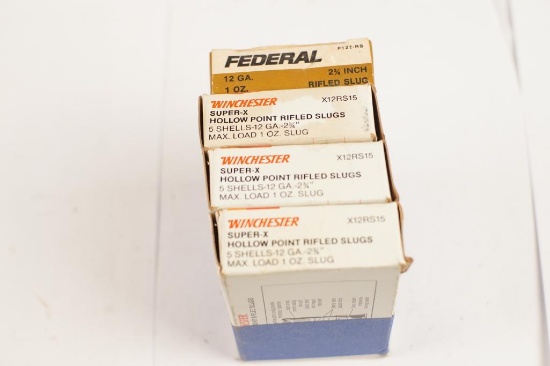 FEDERAL
F127-RS
12 GA. 2¾ INCH
1 OZ. RIFLED SLUG
WINCHESTER X12RS15
SUPER-X
HOLLOW POINT RIFLED SLUGS
5 SHELLS-12 GA.-2¾"
MAX. LOAD 1 OZ. SLUG
WINCHESTER X12RS15
SUPER-X
HOLLOW POINT RIFLED SLUGS
5 SHELLS-12 GA.-2¾"
MAX. LOAD 1 OZ. SLUG
WINCHESTER X12RS15
SUPER-X
HOLLOW POINT RIFLED SLUGS
5 SHELLS-12 GA.-2¾"
MAX. LOAD 1 OZ. SLUG